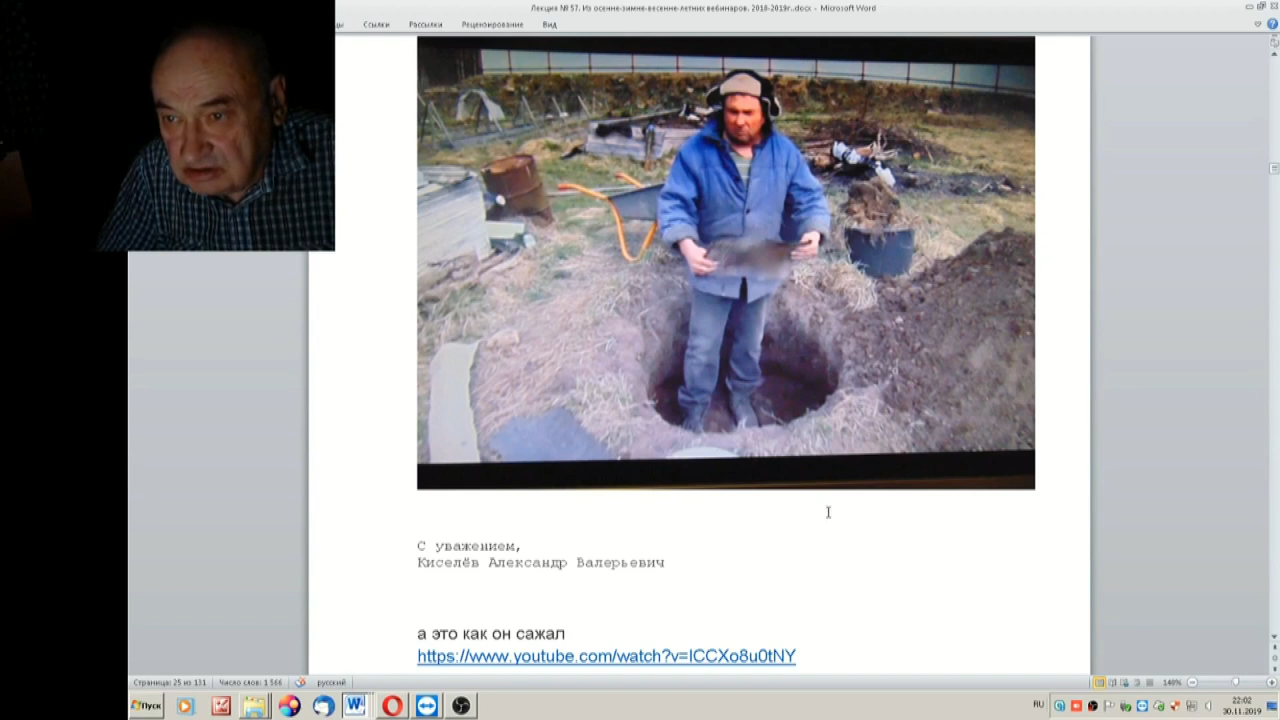 Лекция № 57. Из осенне-зимне-весенне-летних вебинаров. 2018-2019г..docx - Microsoft Word
Ссылки Рассылки Рецензирование Вид
С уважением,
Киселёв Александр Валерьевич
а это как он сажал
https://www.youtube.com/watch?v=lCCXo8u0tNY
Страница: 25 из 131 Число слов: 1 566 русский 140%
Пуск RU 22:02
30.11.2019